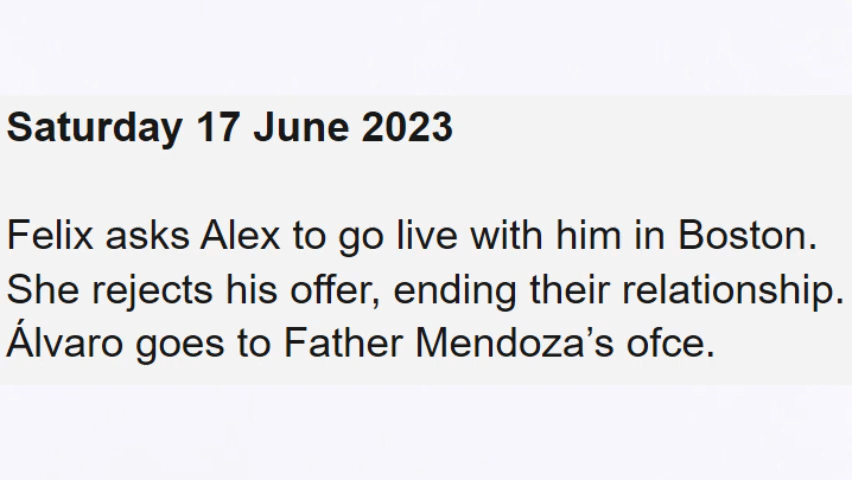 Saturday 17 June 2023
Felix asks Alex to go live with him in Boston.
She rejects his offer, ending their relationship.
Álvaro goes to Father Mendoza’s ofce.